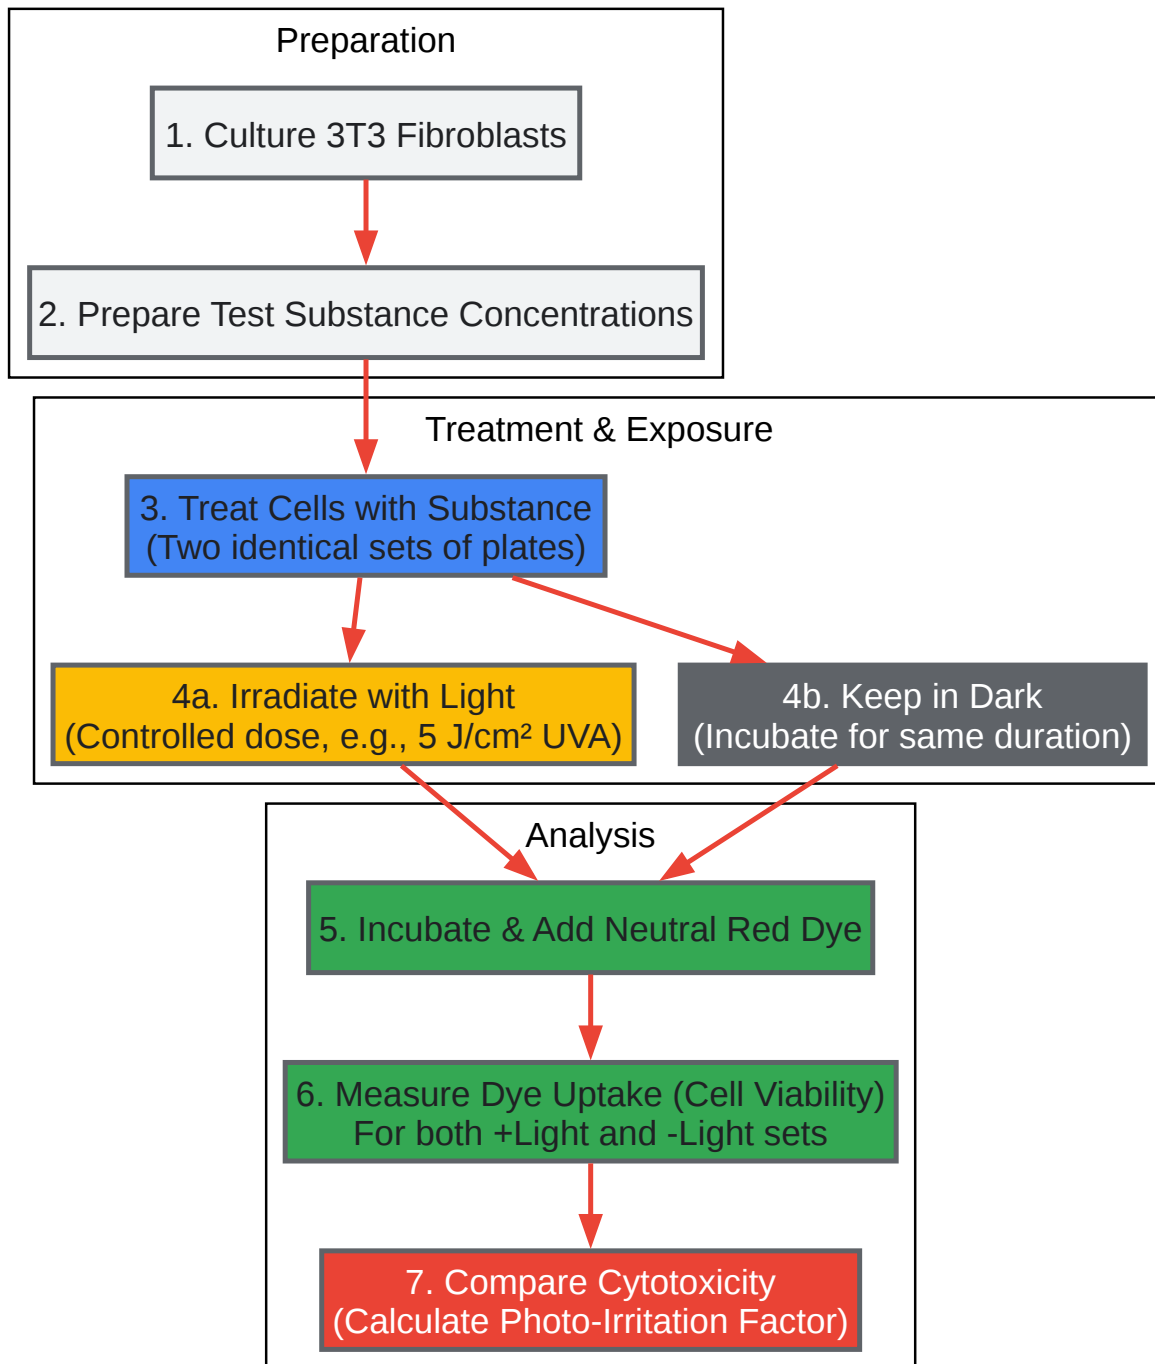 Preparation
1. Culture 3T3 Fibroblasts
2. Prepare Test Substance Concentrations
Treatment & Exposure
3. Treat Cells with Substance
(Two identical sets of plates)
4a. Irradiate with Light
(Controlled dose, e.g., 5 J/cm² UVA)
4b. Keep in Dark
(Incubate for same duration)
Analysis
5. Incubate & Add Neutral Red Dye
6. Measure Dye Uptake (Cell Viability)
For both +Light and -Light sets
7. Compare Cytotoxicity
(Calculate Photo-Irritation Factor)